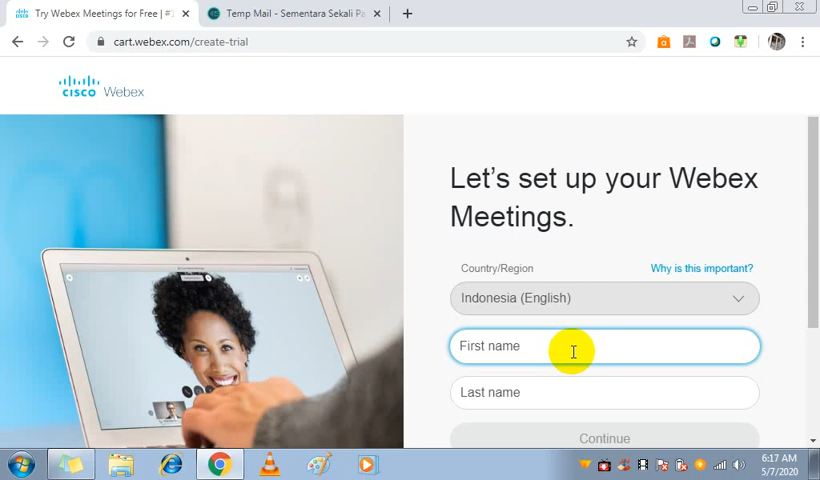 Try Webex Meetings for Free | #1
Temp Mail - Sementara Sekali Pa
cart.webex.com/create-trial
CISCO Webex
Let's set up your Webex
Meetings.
Country/Region
Why is this important?
Indonesia (English)
First name
Last name
Continue
6:17 AM
5/7/2020